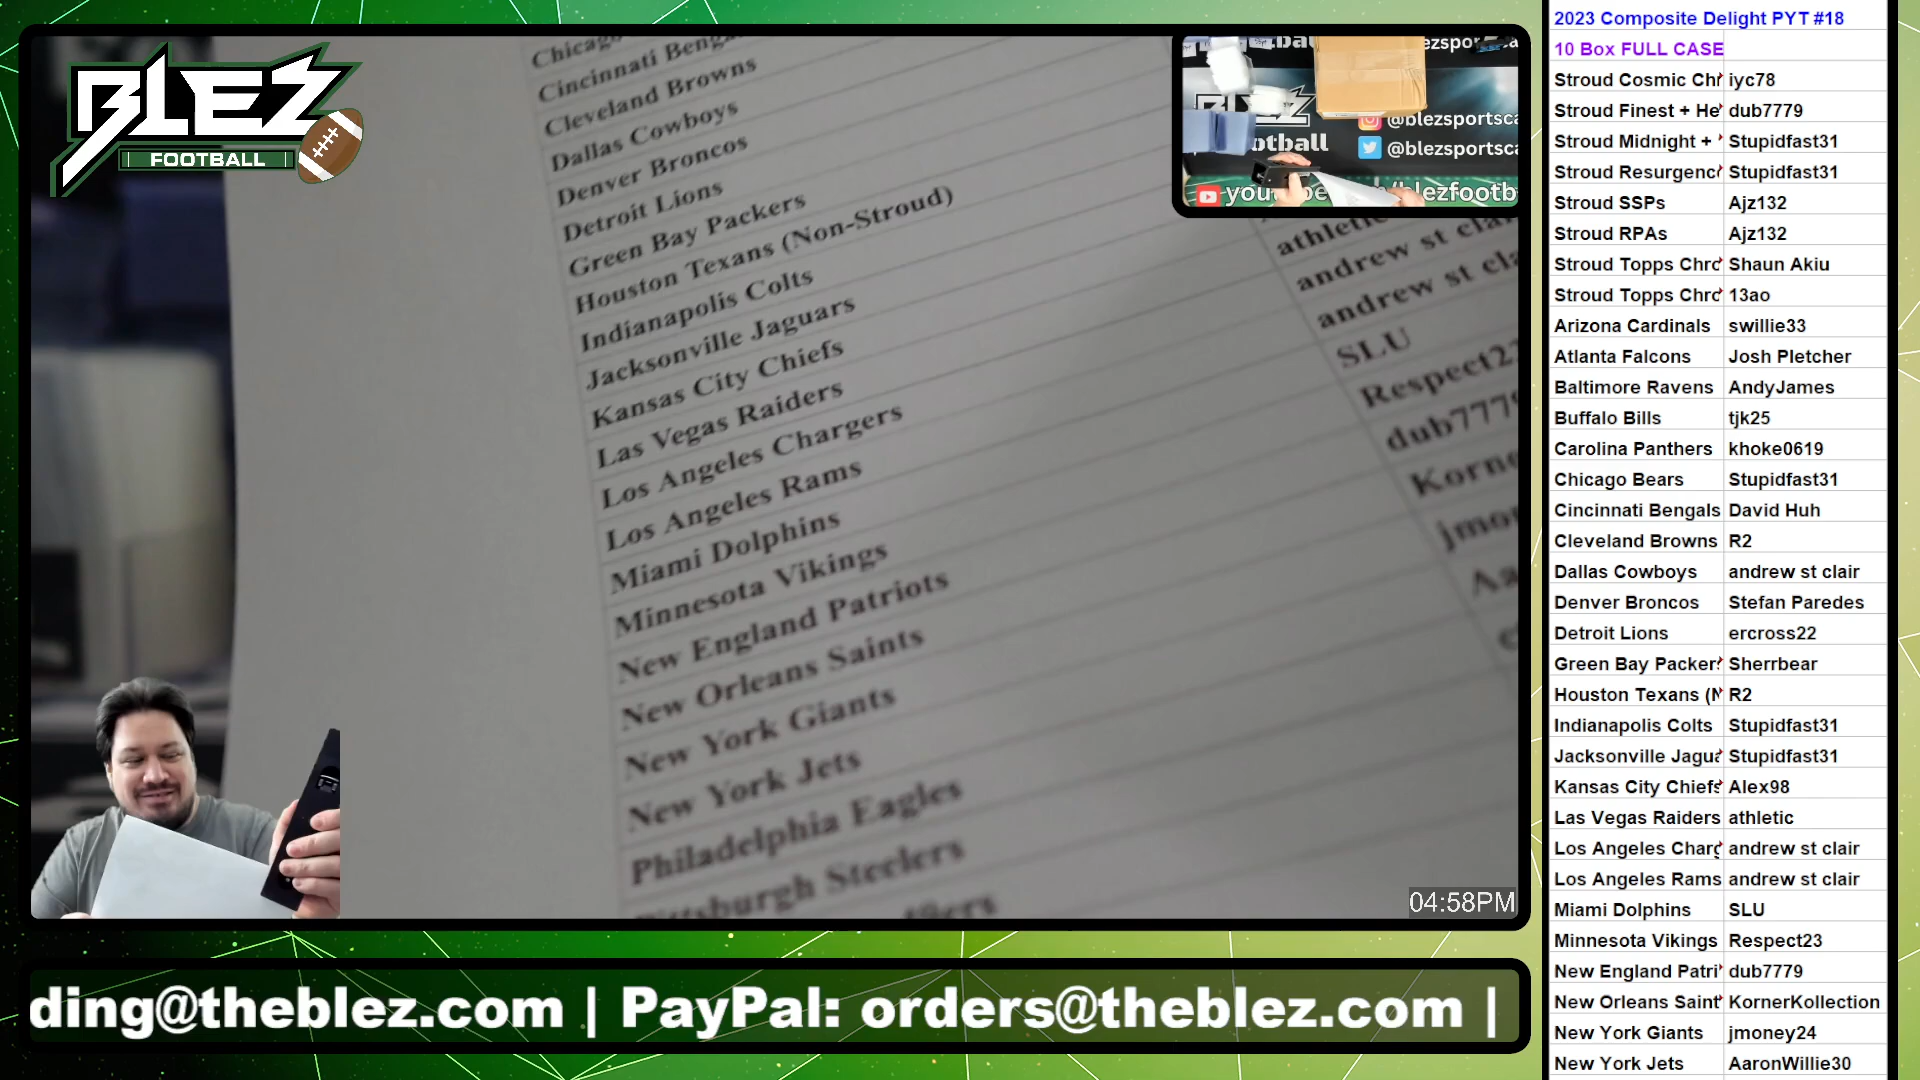 BLEZ
FOOTBALL
Chicago
Cincinnati Benga
Cleveland Browns
Dallas Cowboys
Denver Broncos
Detroit Lions
Green Bay Packers
Houston Texans (Non-Stroud)
Indianapolis Colts
Jacksonville Jaguars
Kansas City Chiefs
Las Vegas Raiders
Los Angeles Chargers
Los Angeles Rams
Miami Dolphins
Minnesota Vikings
New England Patriots
New Orleans Saints
New York Giants
New York Jets
Philadelphia Eagles
Pittsburgh Steelers
49ers
athletic
andrew st clai
andrew st cla
SLU
Respect23
dub7779
Korne
jmo
Aa
@blezsportsca
@blezsportsca
04:58PM
ding@theblez.com | PayPal: orders@theblez.com |
2023 Composite Delight PYT #18
10 Box FULL CASE
Stroud Cosmic Chr iyc78
Stroud Finest + He dub7779
Stroud Midnight + Stupidfast31
Stroud Resurgenc Stupidfast31
Stroud SSPs Ajz132
Stroud RPAs Ajz132
Stroud Topps Chro Shaun Akiu
Stroud Topps Chro 13ao
Arizona Cardinals swillie33
Atlanta Falcons Josh Pletcher
Baltimore Ravens AndyJames
Buffalo Bills tjk25
Carolina Panthers khoke0619
Chicago Bears Stupidfast31
Cincinnati Bengals David Huh
Cleveland Browns R2
Dallas Cowboys andrew st clair
Denver Broncos Stefan Paredes
Detroit Lions ercross22
Green Bay Packers Sherrbear
Houston Texans (N R2
Indianapolis Colts Stupidfast31
Jacksonville Jagua Stupidfast31
Kansas City Chiefs Alex98
Las Vegas Raiders athletic
Los Angeles Charg andrew st clair
Los Angeles Rams andrew st clair
Miami Dolphins SLU
Minnesota Vikings Respect23
New England Patri dub7779
New Orleans Saint KornerKollection
New York Giants jmoney24
New York Jets AaronWillie30